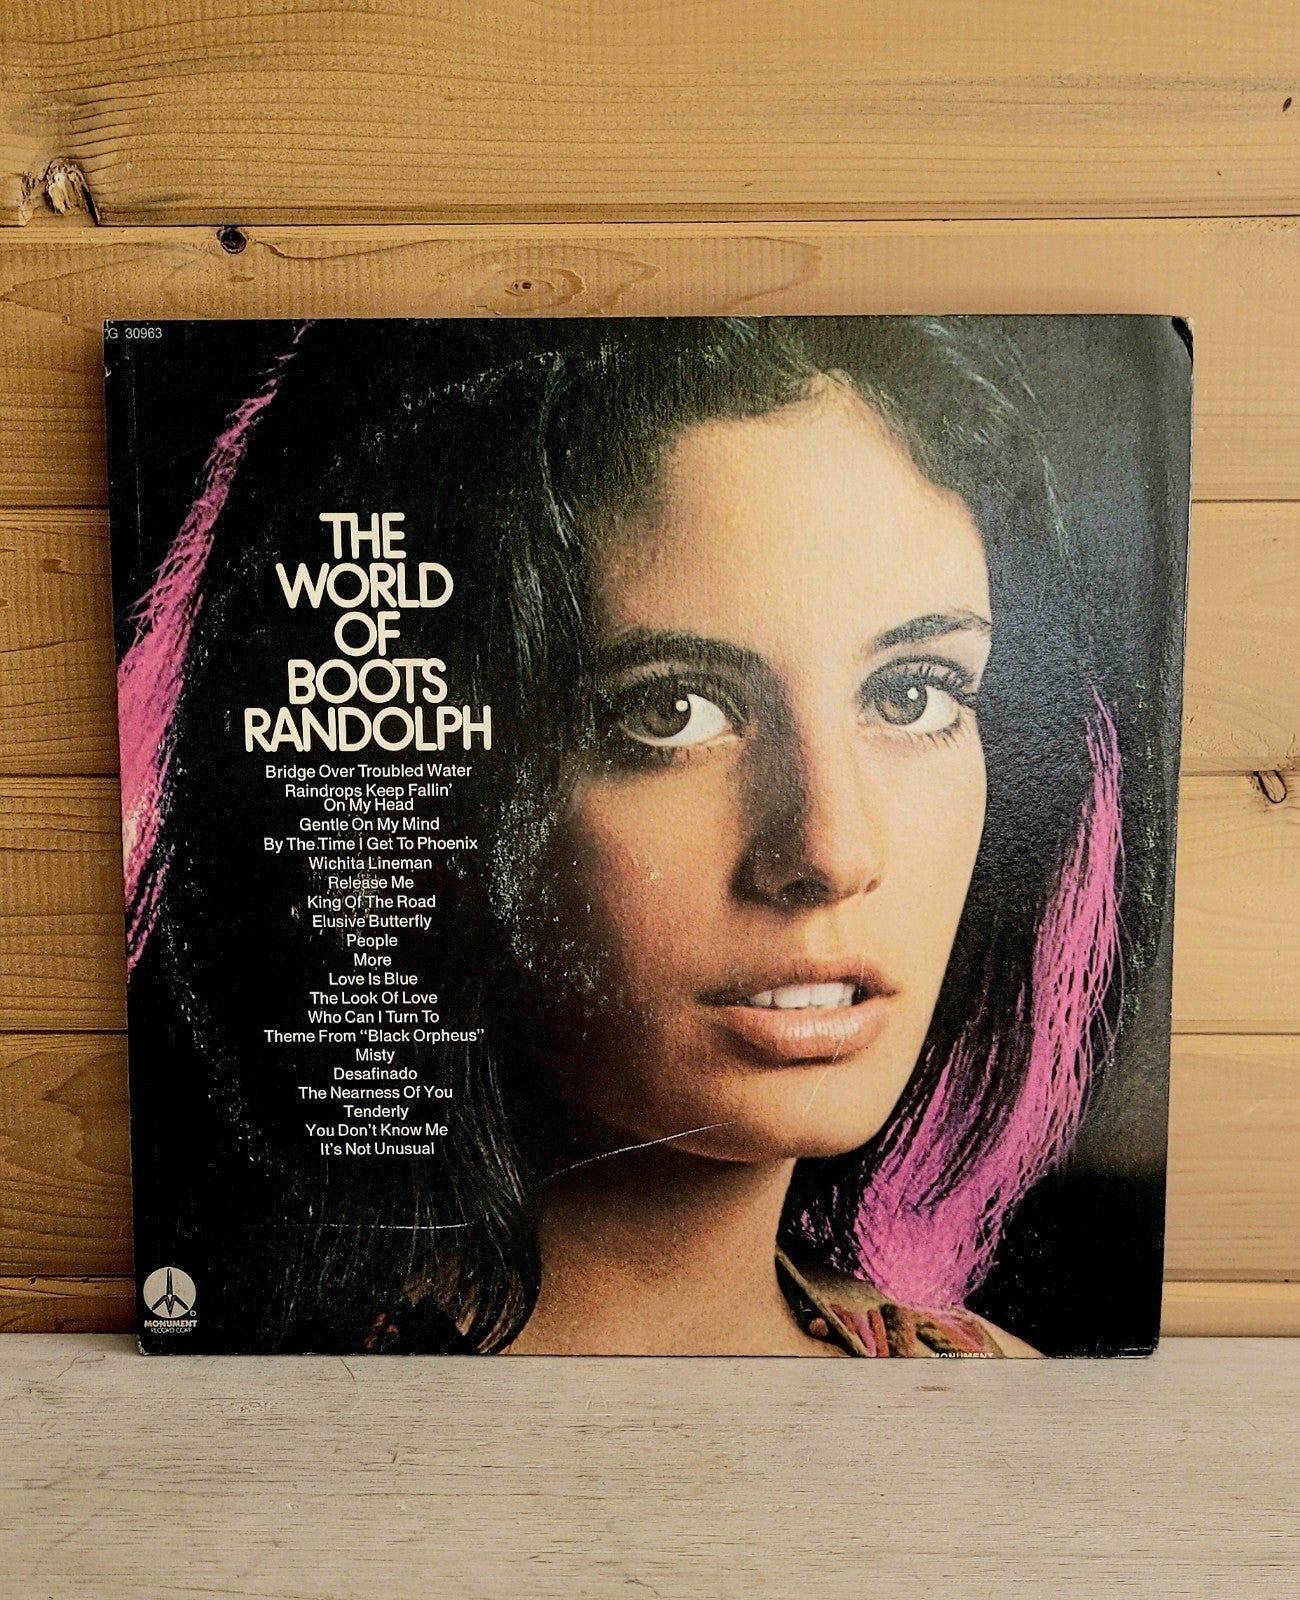 G 30963
THE
WORLD
OF
BOOTS
RANDOLPH
Bridge Over Troubled Water
Raindrops Keep Fallin'
On My Head
Gentle On My Mind
By The Time I Get To Phoenix
Wichita Lineman
Release Me
King Of The Road
Elusive Butterfly
People
More
Love Is Blue
The Look Of Love
Who Can I Turn To
Theme From "Black Orpheus"
Misty
Desafinado
The Nearness Of You
Tenderly
You Don't Know Me
It's Not Unusual
MONUMENT
RECORD CORP
MONUMENT